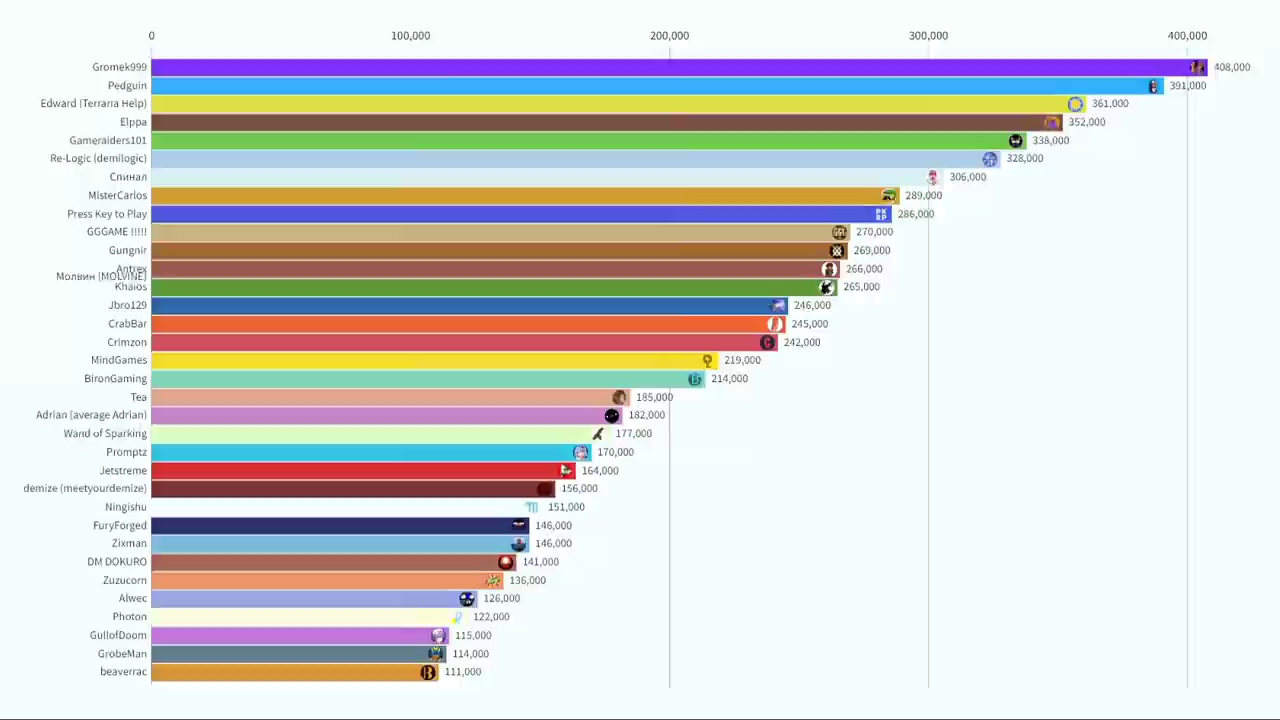 0 100,000 200,000 300,000 400,000
Gromek999 408,000
Pedguin 391,000
Edward (Terraria Help) 361,000
Elppa 352,000
Gameraiders101 338,000
Re-Logic (demilogic) 328,000
Спинал 306,000
MisterCarlos 289,000
Press Key to Play 286,000
GGGAME !!!!! 270,000
Gungnir 269,000
Antrex 266,000
Молвин (MOLVINE)
Khaios 265,000
Jbro129 246,000
CrabBar 245,000
Crimzon 242,000
MindGames 219,000
BironGaming 214,000
Tea 185,000
Adrian (average Adrian) 182,000
Wand of Sparking 177,000
Promptz 170,000
Jetstreme 164,000
demize (meetyourdemize) 156,000
Ningishu 151,000
FuryForged 146,000
Zixman 146,000
DM DOKURO 141,000
Zuzucorn 136,000
Alwec 126,000
Photon 122,000
GullofDoom 115,000
GrobeMan 114,000
beaverrac 111,000